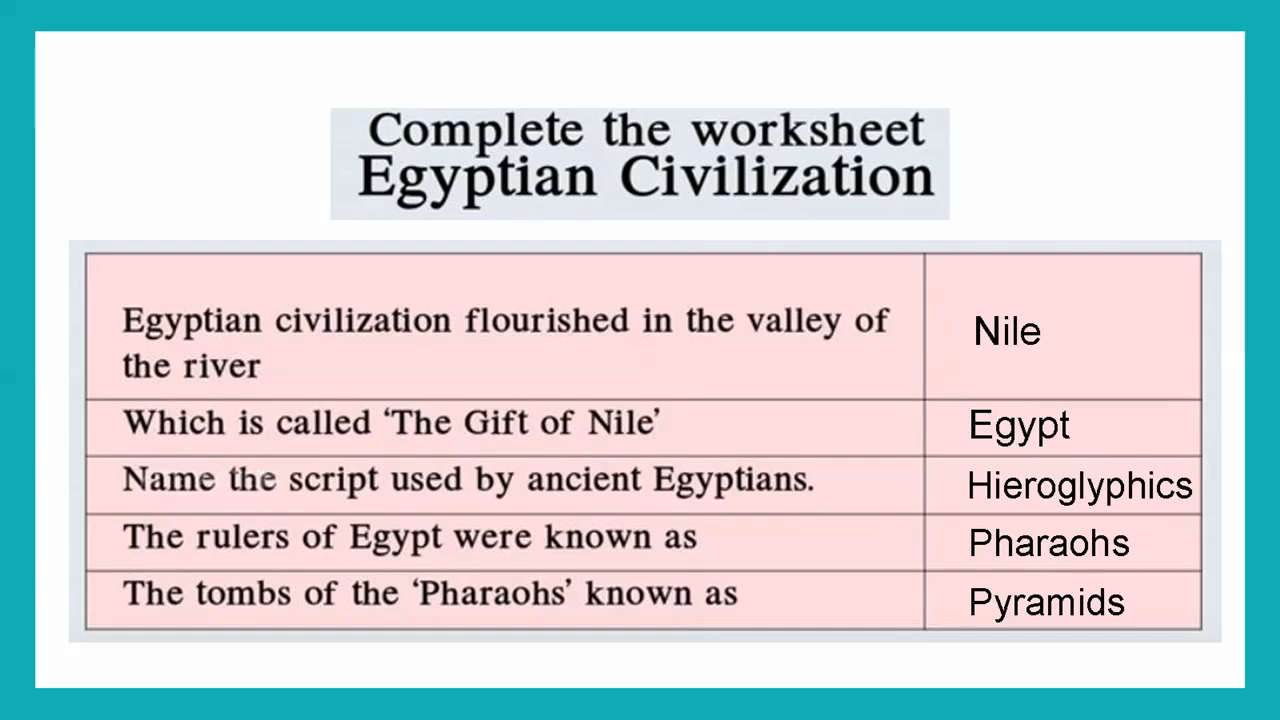 Complete the worksheet
Egyptian Civilization
Egyptian civilization flourished in the valley of
the river
Nile
Which is called ‘The Gift of Nile’
Egypt
Name the script used by ancient Egyptians.
Hieroglyphics
The rulers of Egypt were known as
Pharaohs
The tombs of the ‘Pharaohs’ known as
Pyramids